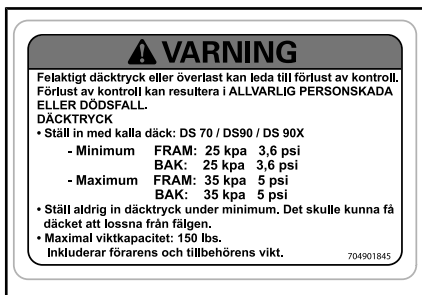 VARNING
Felaktigt däcktryck eller överlast kan leda till förlust av kontroll.
Förlust av kontroll kan resultera i ALLVARLIG PERSONSKADA
ELLER DÖDSFALL.
DÄCKTRYCK
• Ställ in med kalla däck: DS 70 / DS90 / DS 90X
- Minimum FRAM: 25 kpa 3,6 psi
BAK: 25 kpa 3,6 psi
- Maximum FRAM: 35 kpa 5 psi
BAK: 35 kpa 5 psi
• Ställ aldrig in däcktryck under minimum. Det skulle kunna få
däcket att lossna från fälgen.
• Maximal viktkapacitet: 150 lbs.
Inkluderar förarens och tillbehörens vikt.
704901845